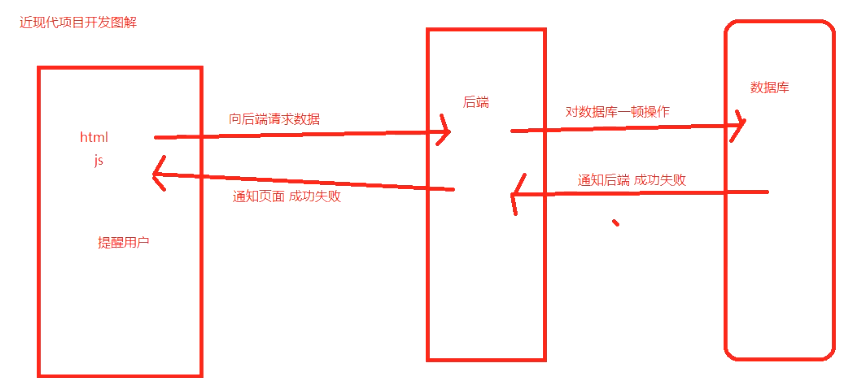 近现代项目开发图解
html
js
提醒用户
向后端请求数据
通知页面 成功失败
后端
对数据库一顿操作
通知后端 成功失败
数据库